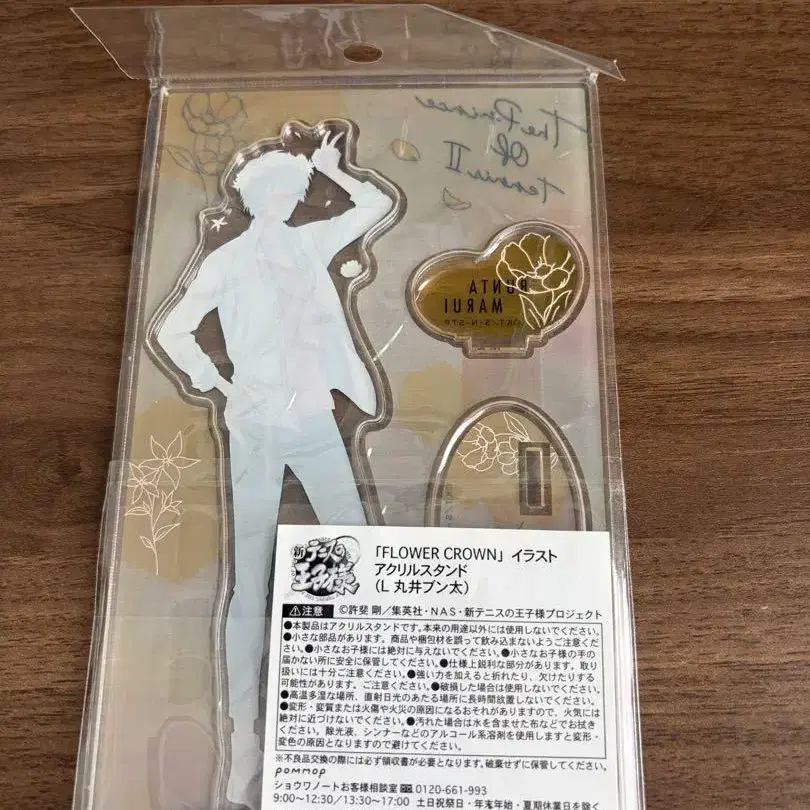 The Prince
Of
tennis II
BUNTA
MARUI
新テニスの
王子様
「FLOWER CROWN」イラスト
アクリルスタンド
（L 丸井ブン太）
注意 ©許斐 剛／集英社・NAS・新テニスの王子様プロジェクト
●本製品はアクリルスタンドです。本来の用途以外には使用しないでください。
●小さな部品があります。商品や梱包材を誤って飲み込まないようご注意くださ
い。●小さなお子様には絶対に与えないでください。●小さなお子様の手の
届かない所に安全に保管してください。●仕様上鋭利な部分があります。取り
扱いには十分ご注意ください。●強い力を加えると折れたり、欠けたりする
可能性があります。ご注意ください。●破損した場合は使用しないでください。
●高温多湿な場所、直射日光のあたる場所に長時間放置しないでください。
●変形・変質または火傷や火災の原因になるおそれがありますので、火気には
絶対に近づけないでください。●汚れた場合は水を含ませた布などでお拭き
ください。除光液、シンナーなどのアルコール系溶剤を使用しますと変形・
変色の原因となりますので避けてください。
※不良品交換の際には必ず領収書が必要となります。破棄せずに保管してください。
pommop
ショウワノートお客様相談室 0120-661-993
9:00～12:30／13:30～17:00 土日祝祭日・年末年始・夏期休業日を除く